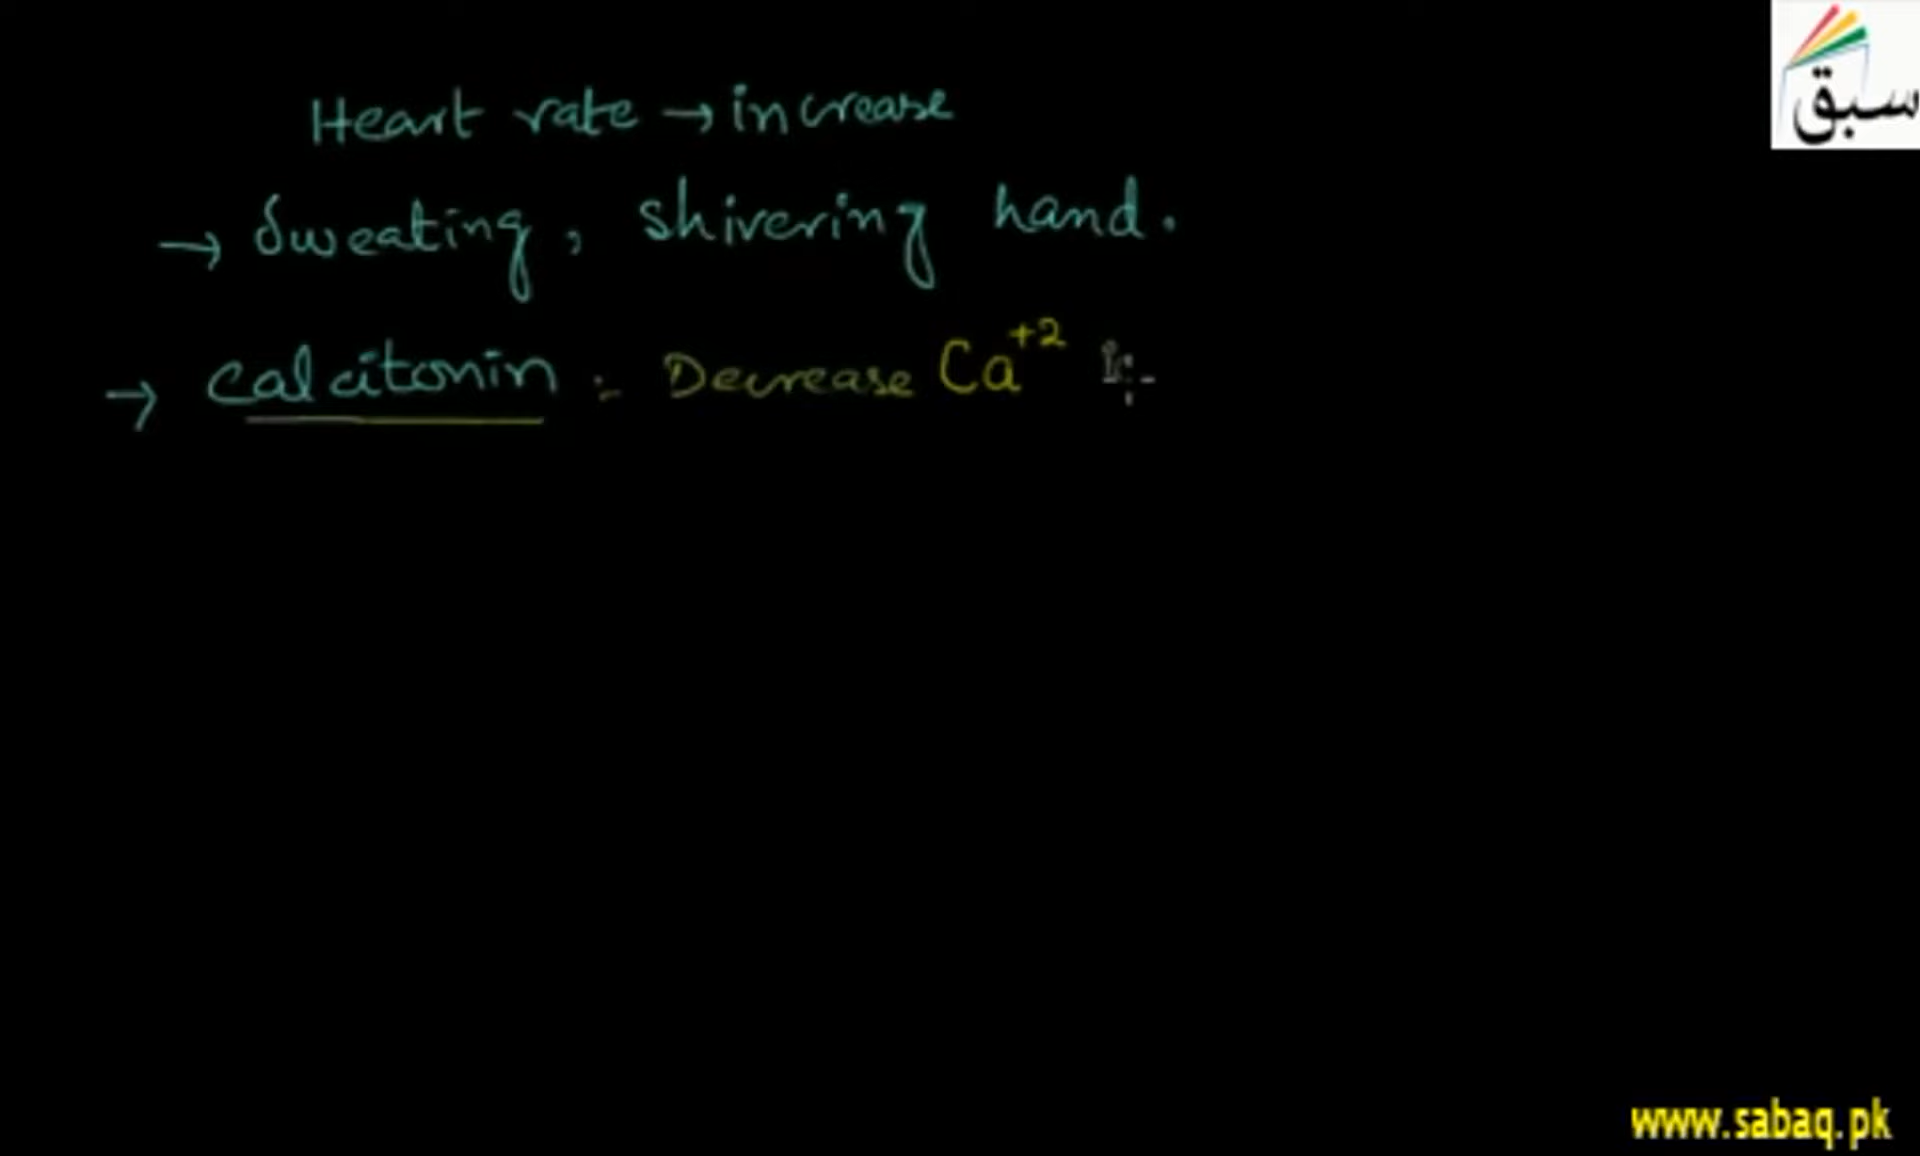 سبق
Heart rate → increase
→ Sweating, shivering hand.
→ Calcitonin :- Decrease Ca⁺²
www.sabaq.pk